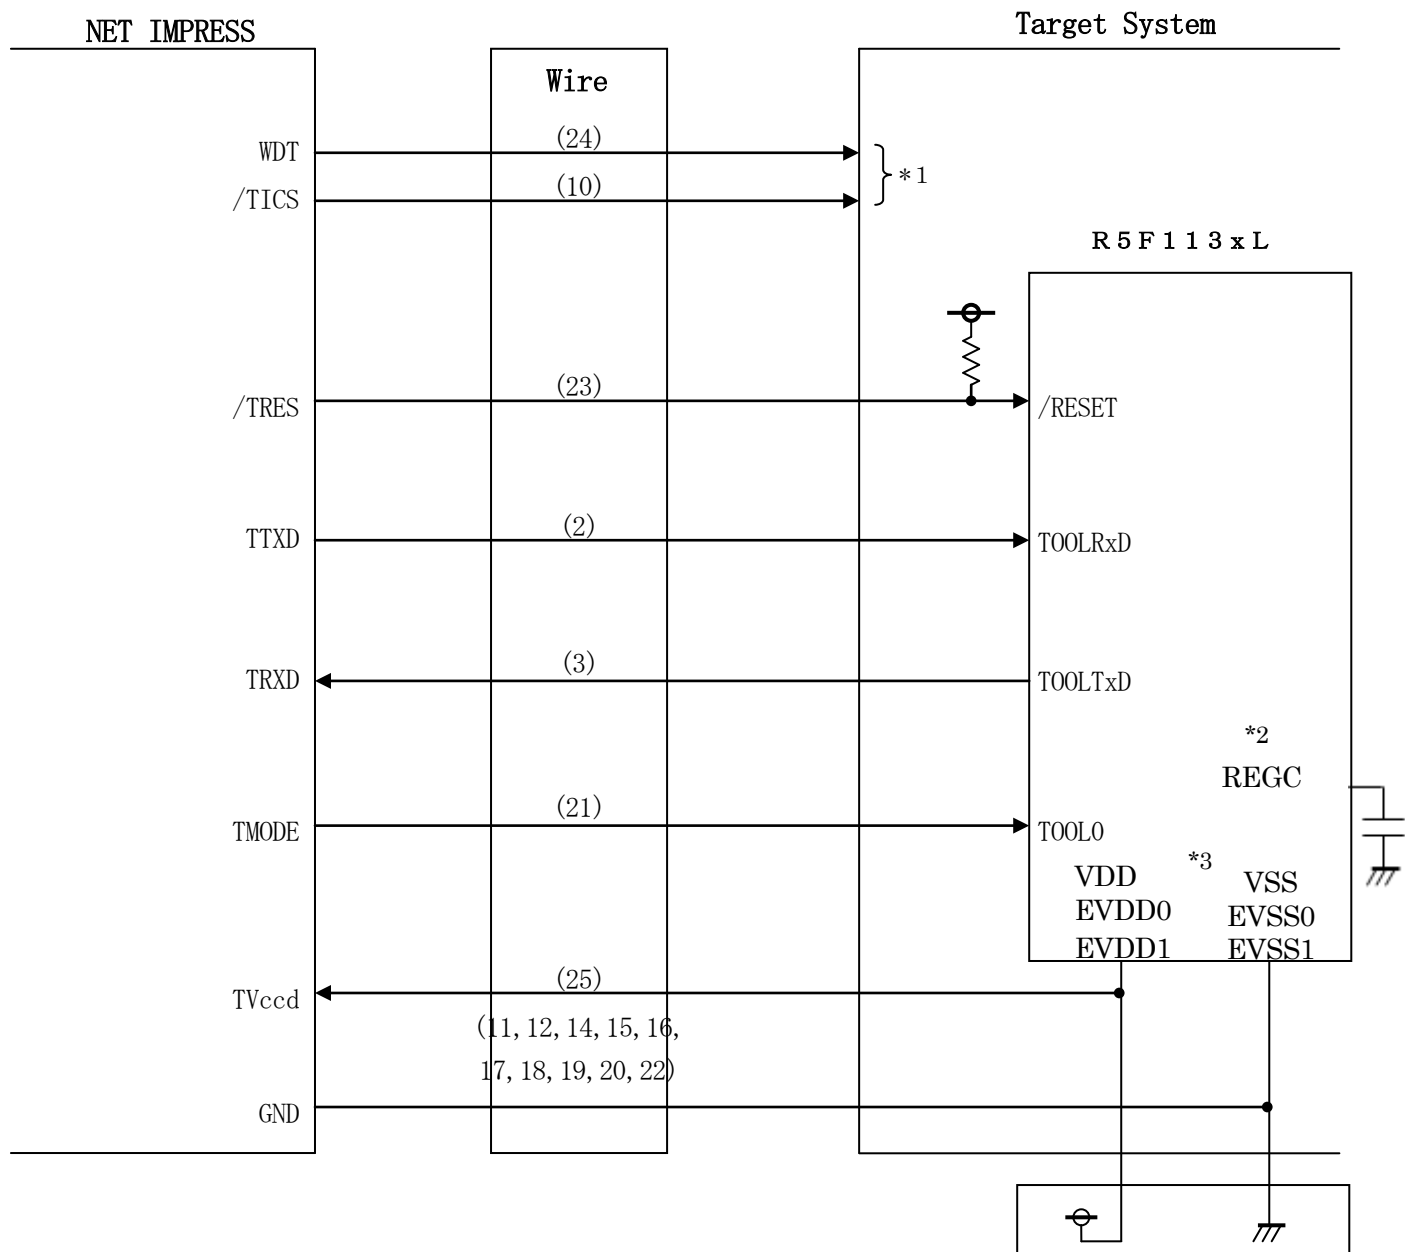 NET IMPRESS
Target System
Wire
WDT
(24)
/TICS
(10)
*1
R5F113xL
/TRES
(23)
/RESET
TTXD
(2)
TOOLRxD
TRXD
(3)
TOOLTxD
*2
REGC
TMODE
(21)
TOOL0
*3
VDD
VSS
EVDD0
EVSS0
EVDD1
EVSS1
TVccd
(25)
(11,12,14,15,16,
17,18,19,20,22)
GND